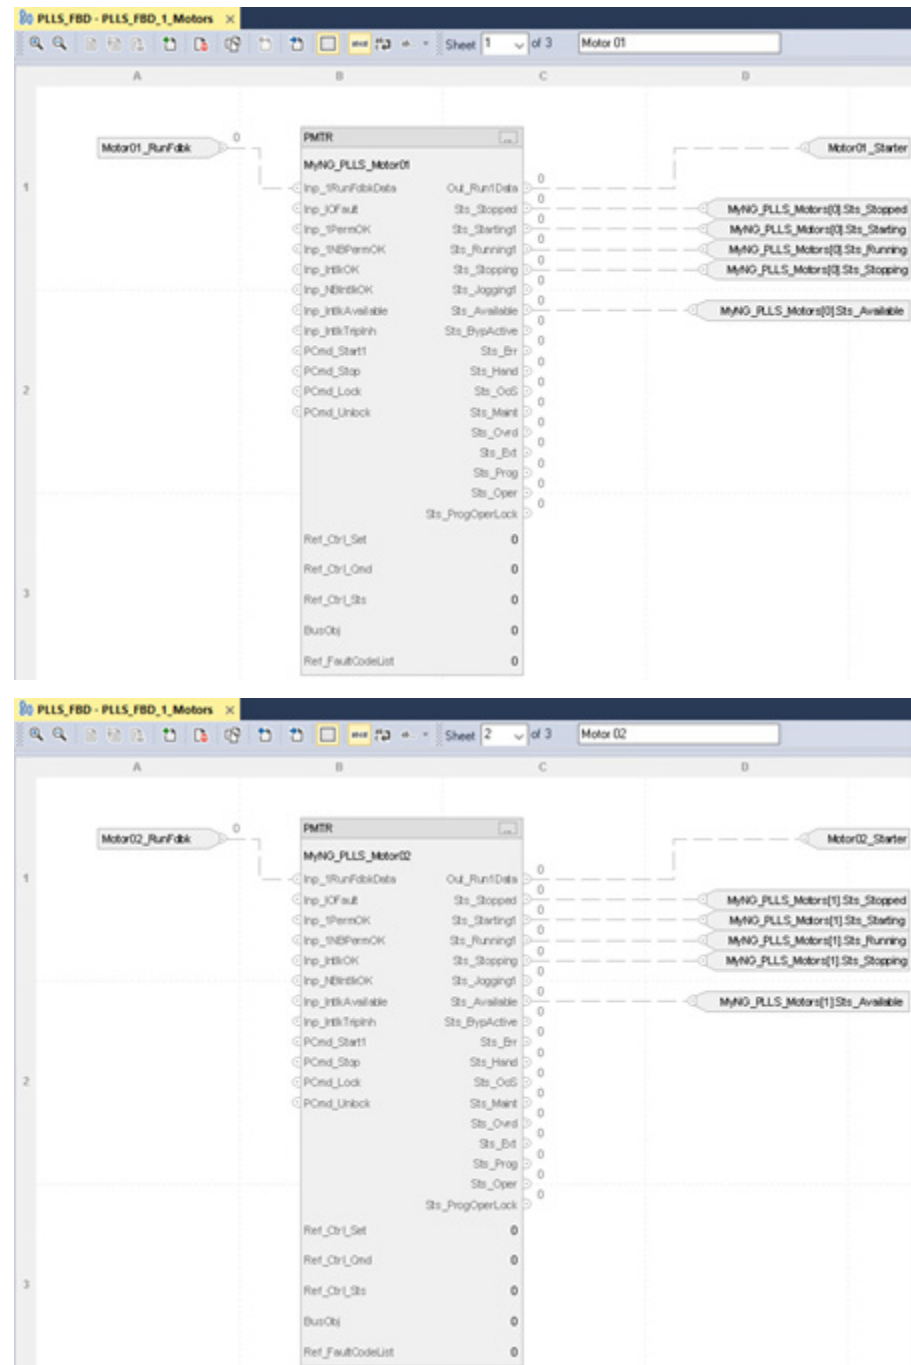 PLLS_FBD - PLLS_FBD_1_Motors ×
Sheet 1 of 3 Motor 01
A B C D
PMTR ...
Motor01_RunFdbk 0 Motor01_Starter
MyNG_PLLS_Motor01
1 Inp_1RunFdbkData Out_Run1Data 0
Inp_IOFault Sts_Stopped 0 MyNG_PLLS_Motors[0].Sts_Stopped
Inp_1PermOK Sts_Starting1 0 MyNG_PLLS_Motors[0].Sts_Starting
Inp_1NBPermOK Sts_Running1 0 MyNG_PLLS_Motors[0].Sts_Running
Inp_IntlkOK Sts_Stopping 0 MyNG_PLLS_Motors[0].Sts_Stopping
Inp_NBIntlkOK Sts_Jogging1 0
Inp_IntlkAvailable Sts_Available 0 MyNG_PLLS_Motors[0].Sts_Available
Inp_IntlkTripInh Sts_BypActive 0
PCmd_Start1 Sts_Err 0
PCmd_Stop Sts_Hand 0
2 PCmd_Lock Sts_OoS 0
PCmd_Unlock Sts_Maint 0
Sts_Ovrd 0
Sts_Ext 0
Sts_Prog 0
Sts_Oper 0
Sts_ProgOperLock 0
Ref_Ctrl_Set 0
Ref_Ctrl_Cmd 0
3 Ref_Ctrl_Sts 0
BusObj 0
Ref_FaultCodeList 0
PLLS_FBD - PLLS_FBD_1_Motors ×
Sheet 2 of 3 Motor 02
A B C D
PMTR ...
Motor02_RunFdbk 0 Motor02_Starter
MyNG_PLLS_Motor02
1 Inp_1RunFdbkData Out_Run1Data 0
Inp_IOFault Sts_Stopped 0 MyNG_PLLS_Motors[1].Sts_Stopped
Inp_1PermOK Sts_Starting1 0 MyNG_PLLS_Motors[1].Sts_Starting
Inp_1NBPermOK Sts_Running1 0 MyNG_PLLS_Motors[1].Sts_Running
Inp_IntlkOK Sts_Stopping 0 MyNG_PLLS_Motors[1].Sts_Stopping
Inp_NBIntlkOK Sts_Jogging1 0
Inp_IntlkAvailable Sts_Available 0 MyNG_PLLS_Motors[1].Sts_Available
Inp_IntlkTripInh Sts_BypActive 0
PCmd_Start1 Sts_Err 0
PCmd_Stop Sts_Hand 0
2 PCmd_Lock Sts_OoS 0
PCmd_Unlock Sts_Maint 0
Sts_Ovrd 0
Sts_Ext 0
Sts_Prog 0
Sts_Oper 0
Sts_ProgOperLock 0
Ref_Ctrl_Set 0
Ref_Ctrl_Cmd 0
3 Ref_Ctrl_Sts 0
BusObj 0
Ref_FaultCodeList 0